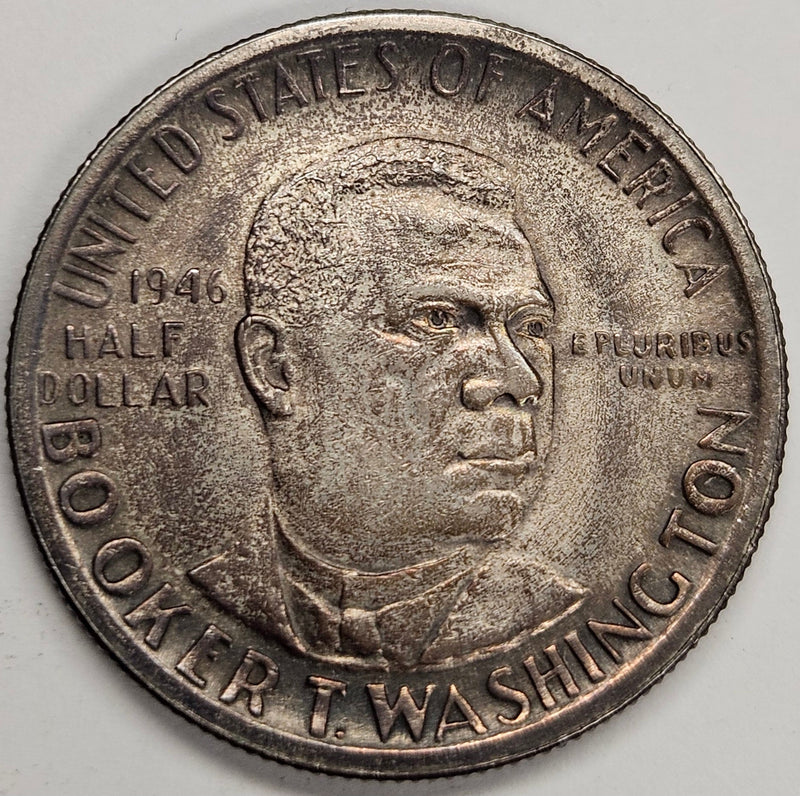 UNITED STATES OF AMERICA
1946
HALF
DOLLAR
E PLURIBUS
UNUM
BOOKER T. WASHINGTON